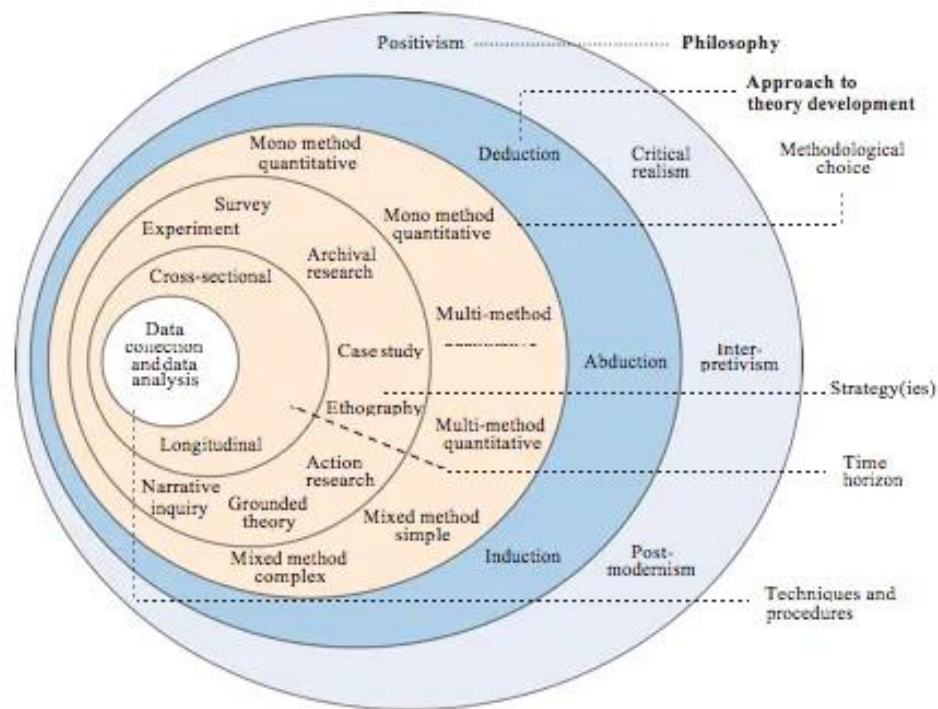 Positivism
Philosophy
Approach to
theory development
Mono method
quantitative
Deduction
Critical
realism
Methodological
choice
Survey
Experiment
Mono method
quantitative
Archival
research
Cross-sectional
Multi-method
Data
collection
and data
analysis
Case study
Abduction
Inter-
pretivism
Strategy(ies)
Ethography
Multi-method
quantitative
Longitudinal
Time
horizon
Action
research
Narrative
inquiry
Grounded
theory
Mixed method
simple
Mixed method
complex
Induction
Post-
modernism
Techniques and
procedures